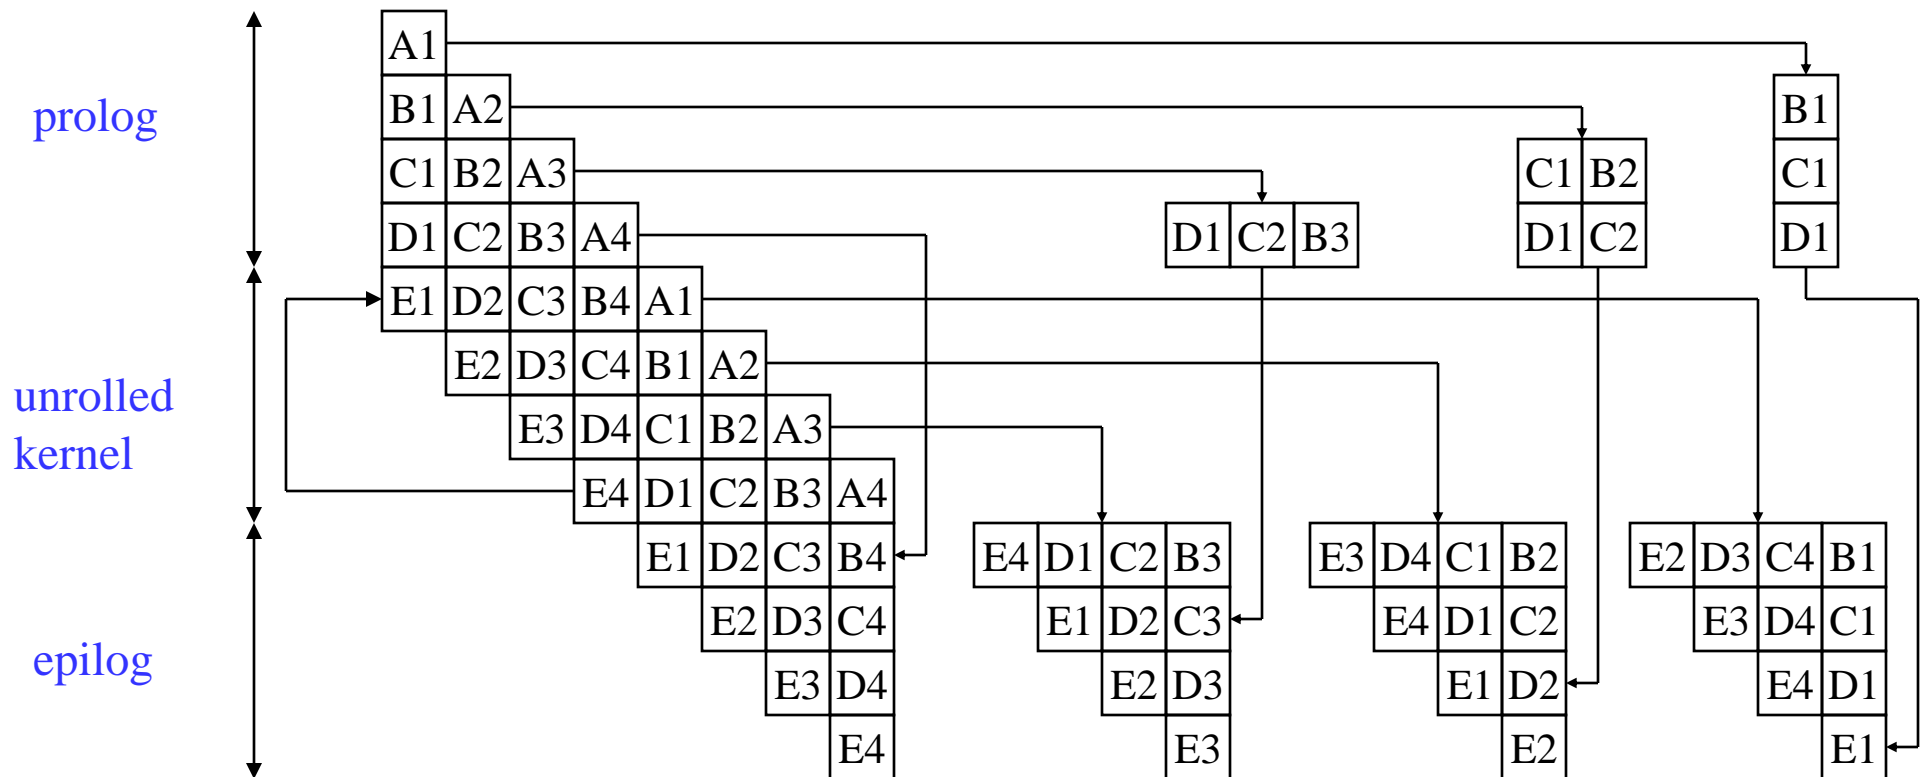 A1
prolog B1 A2 B1
C1 B2 A3 C1 B2 C1
D1 C2 B3 A4 D1 C2 B3 D1 C2 D1
E1 D2 C3 B4 A1
unrolled
kernel
E2 D3 C4 B1 A2
E3 D4 C1 B2 A3
E4 D1 C2 B3 A4
E1 D2 C3 B4 E4 D1 C2 B3 E3 D4 C1 B2 E2 D3 C4 B1
epilog E2 D3 C4 E1 D2 C3 E4 D1 C2 E3 D4 C1
E3 D4 E2 D3 E1 D2 E4 D1
E4 E3 E2 E1